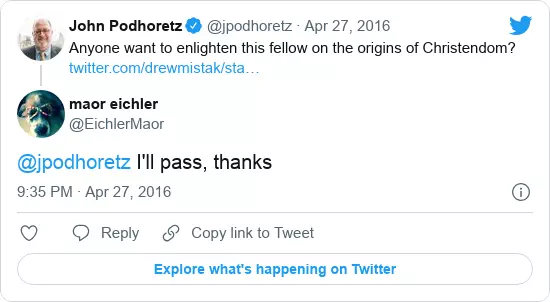 John Podhoretz @jpodhoretz · Apr 27, 2016
Anyone want to enlighten this fellow on the origins of Christendom?
twitter.com/drewmistak/sta…
maor eichler
@EichlerMaor
@jpodhoretz I'll pass, thanks
9:35 PM · Apr 27, 2016
Reply
Copy link to Tweet
Explore what's happening on Twitter